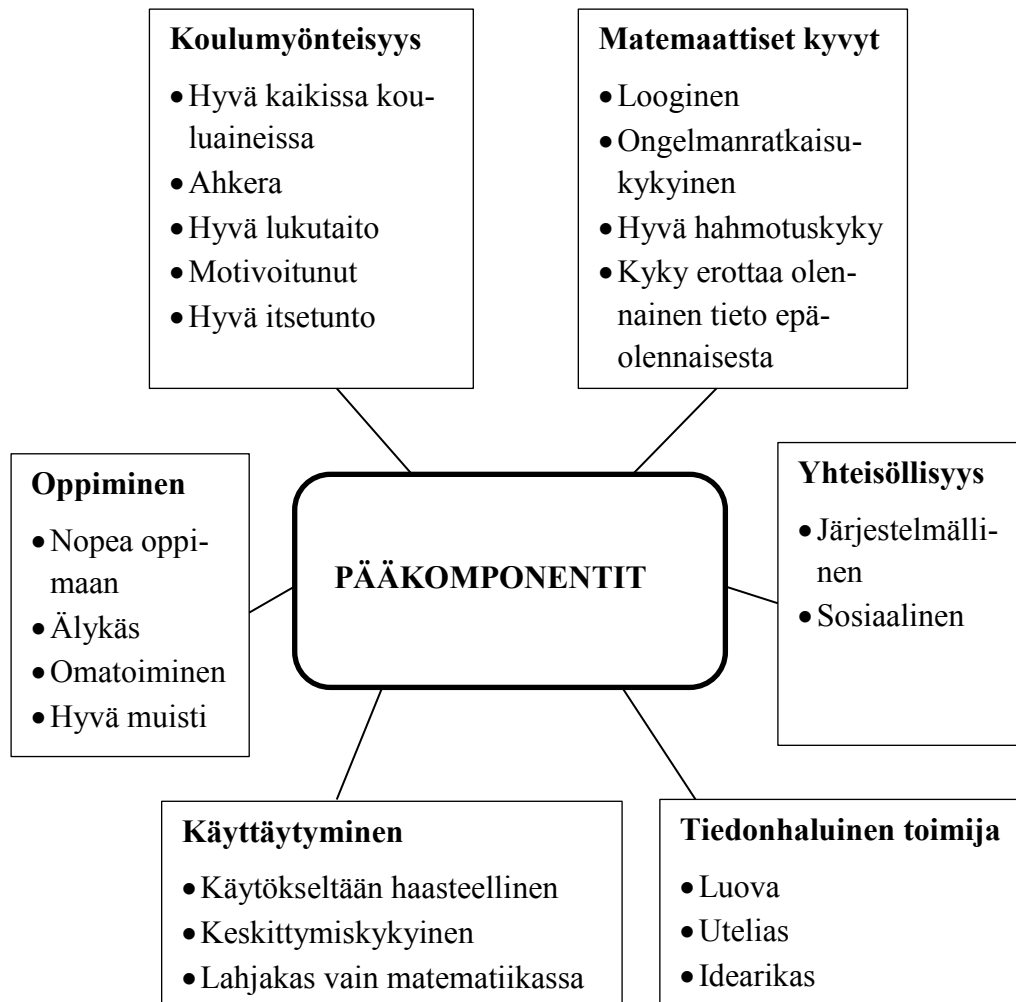 Koulumyönteisyys
• Hyvä kaikissa kou-
luaineissa
• Ahkera
• Hyvä lukutaito
• Motivoitunut
• Hyvä itsetunto
Matemaattiset kyvyt
• Looginen
• Ongelmanratkaisu-
kykyinen
• Hyvä hahmotuskyky
• Kyky erottaa olen-
nainen tieto epä-
olennaisesta
Oppiminen
• Nopea oppi-
maan
• Älykäs
• Omatoiminen
• Hyvä muisti
PÄÄKOMPONENTIT
Yhteisöllisyys
• Järjestelmälli-
nen
• Sosiaalinen
Käyttäytyminen
• Käytökseltään haasteellinen
• Keskittymiskykyinen
• Lahjakas vain matematiikassa
Tiedonhaluinen toimija
• Luova
• Utelias
• Idearikas